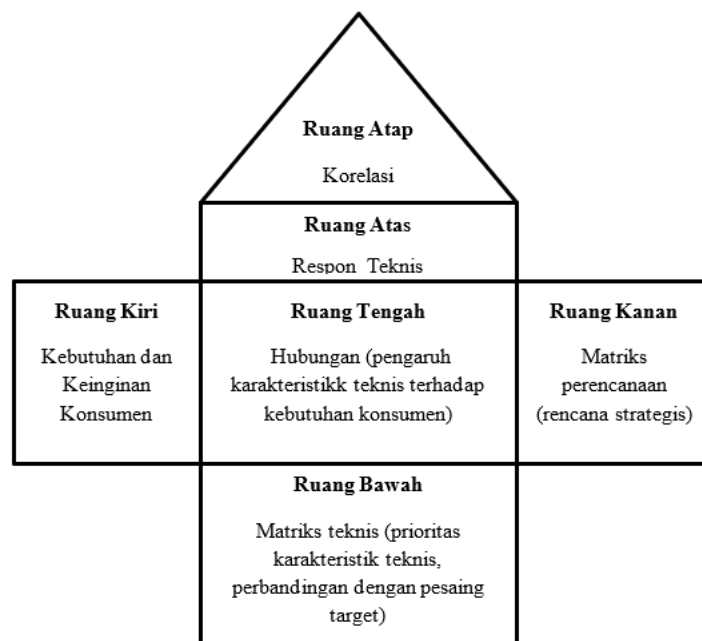 Ruang Atap
Korelasi
Ruang Atas
Respon Teknis
Ruang Kiri
Kebutuhan dan
Keinginan
Konsumen
Ruang Tengah
Hubungan (pengaruh
karakteristikk teknis terhadap
kebutuhan konsumen)
Ruang Kanan
Matriks
perencanaan
(rencana strategis)
Ruang Bawah
Matriks teknis (prioritas
karakteristik teknis,
perbandingan dengan pesaing
target)